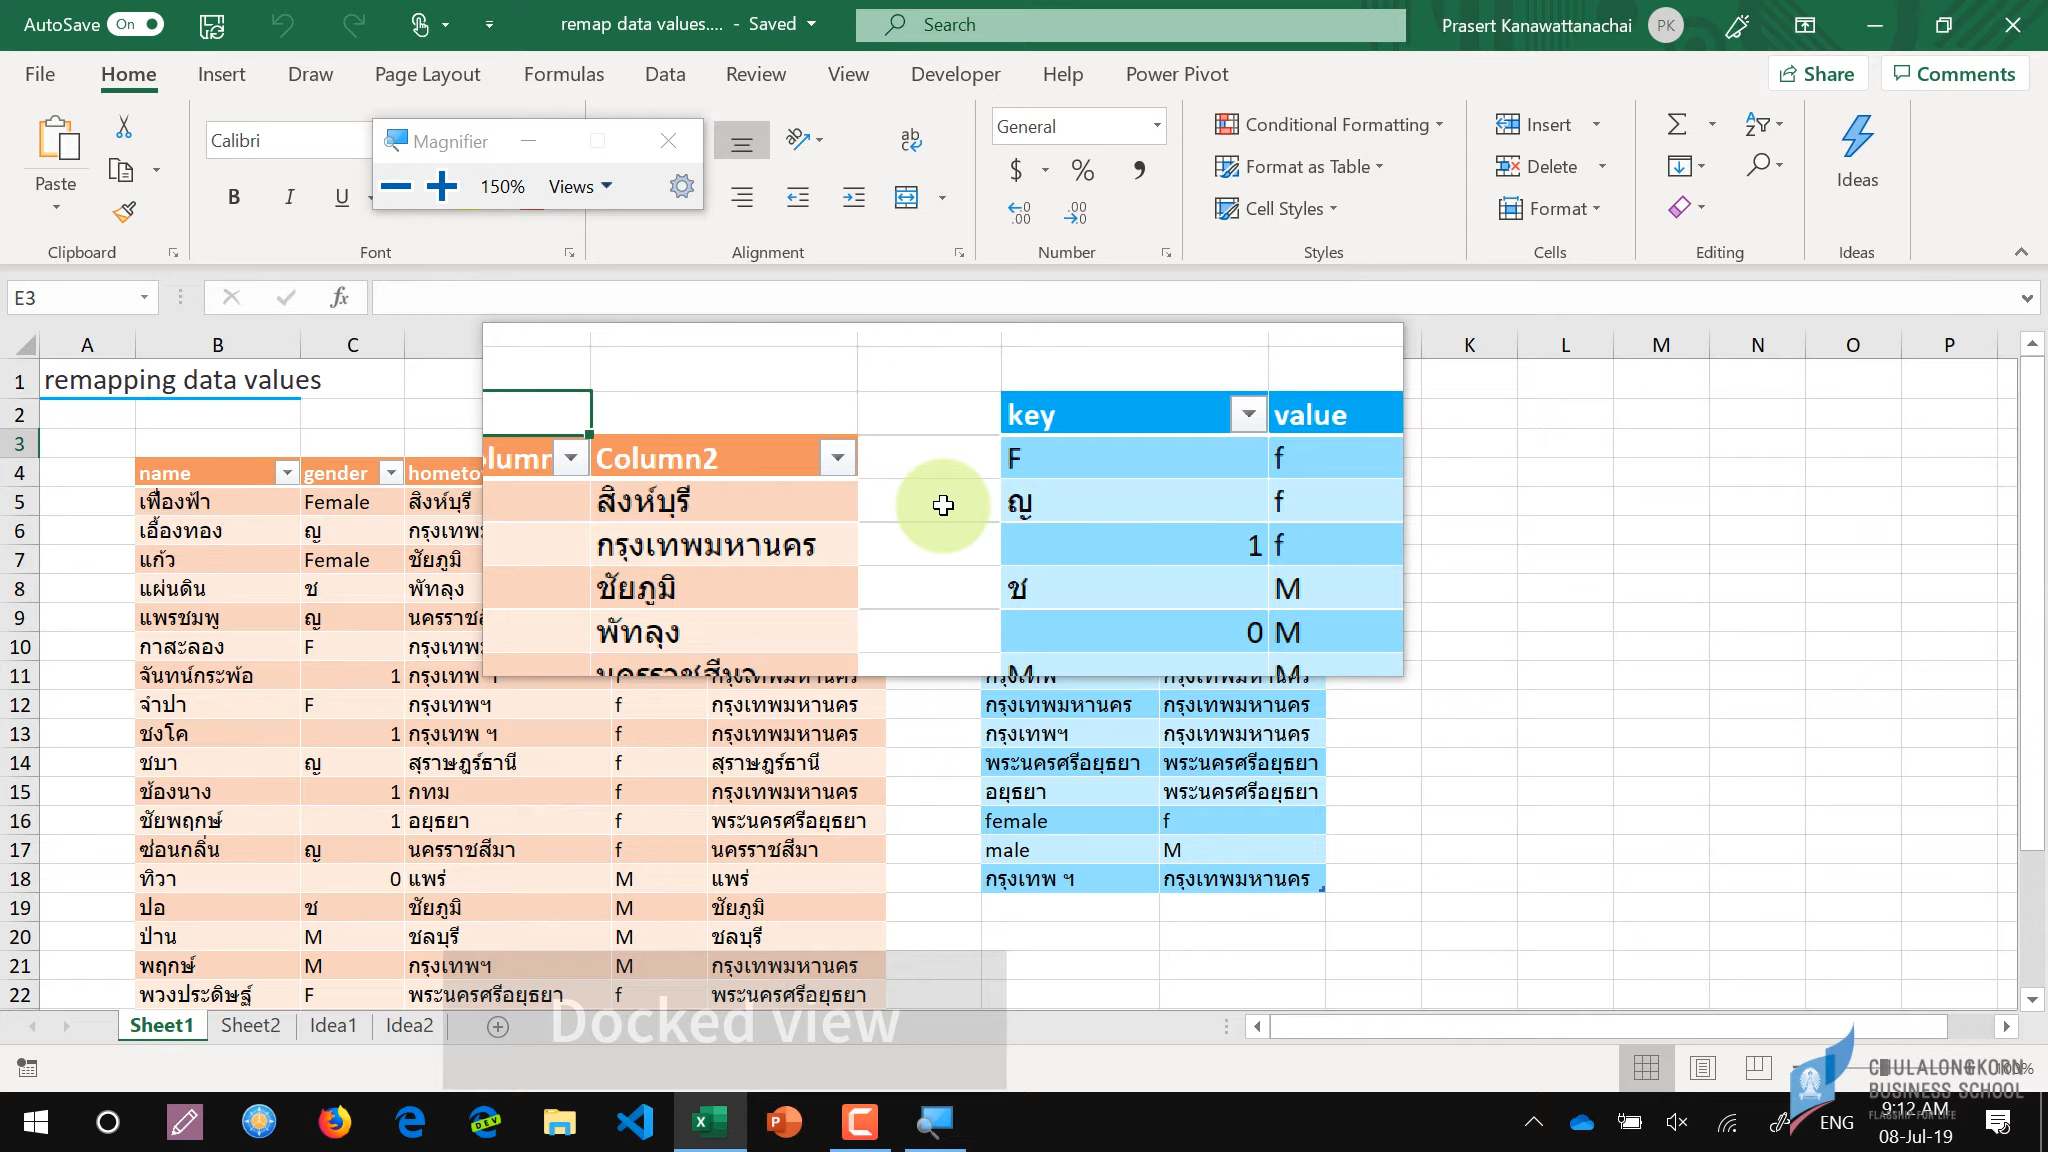 AutoSave On remap data values.... - Saved Search Prasert Kanawattanachai PK
File Home Insert Draw Page Layout Formulas Data Review View Developer Help Power Pivot Share Comments
Paste
Clipboard
Calibri
B I U
Font
Magnifier
150% Views
Alignment
General
$ %
Number
Conditional Formatting
Format as Table
Cell Styles
Styles
Insert
Delete
Format
Cells
Editing
Ideas
Ideas
E3 fx
A B C K L M N O P
1 remapping data values
2
3
4 name gender
5 เฟื่องฟ้า Female สิงห์บุรี
6 เอื้องทอง ญ
7 แก้ว Female ชัยภูมิ
8 แผ่นดิน ช พัทลุง
9 แพรชมพู ญ
10 กาสะลอง F
11 จันทน์กระพ้อ 1
12 จำปา F กรุงเทพฯ f กรุงเทพมหานคร กรุงเทพมหานคร กรุงเทพมหานคร
13 ชงโค 1 กรุงเทพ ฯ f กรุงเทพมหานคร กรุงเทพฯ กรุงเทพมหานคร
14 ชบา ญ สุราษฎร์ธานี f สุราษฎร์ธานี พระนครศรีอยุธยา พระนครศรีอยุธยา
15 ช้องนาง 1 กทม f กรุงเทพมหานคร อยุธยา พระนครศรีอยุธยา
16 ชัยพฤกษ์ 1 อยุธยา f พระนครศรีอยุธยา female f
17 ซ่อนกลิ่น ญ นครราชสีมา f นครราชสีมา male M
18 ทิวา 0 แพร่ M แพร่ กรุงเทพ ฯ กรุงเทพมหานคร
19 ปอ ช ชัยภูมิ M ชัยภูมิ
20 ป่าน M ชลบุรี M ชลบุรี
21 พฤกษ์ M กรุงเทพฯ M กรุงเทพมหานคร
22 พวงประดิษฐ์ F พระนครศรีอยุธยา f พระนครศรีอยุธยา
key value
Column2 F f
สิงห์บุรี ญ f
กรุงเทพมหานคร 1 f
ชัยภูมิ ช M
พัทลุง 0 M
Docked view
Sheet1 Sheet2 Idea1 Idea2
CHULALONGKORN
BUSINESS SCHOOL
FLAGSHIP FOR LIFE
ENG
9:12 AM
08-Jul-19